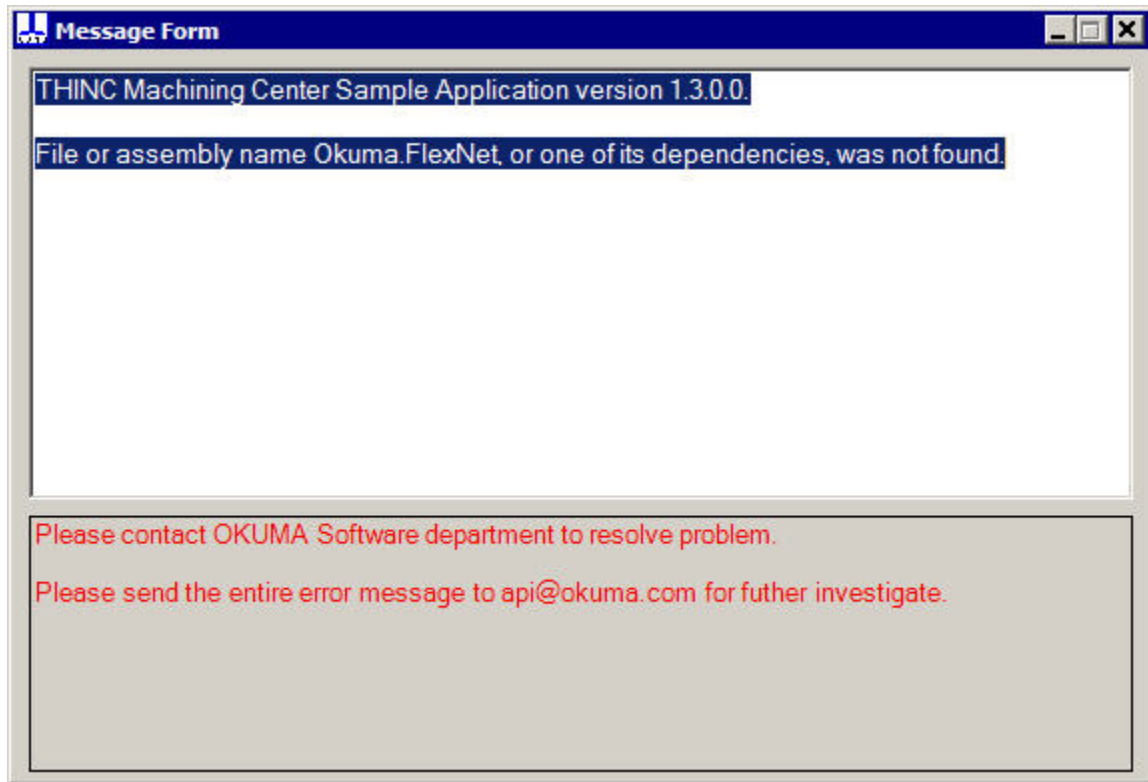 Message Form
THINC Machining Center Sample Application version 1.3.0.0.
File or assembly name Okuma.FlexNet, or one of its dependencies, was not found.
Please contact OKUMA Software department to resolve problem.
Please send the entire error message to api@okuma.com for futher investigate.